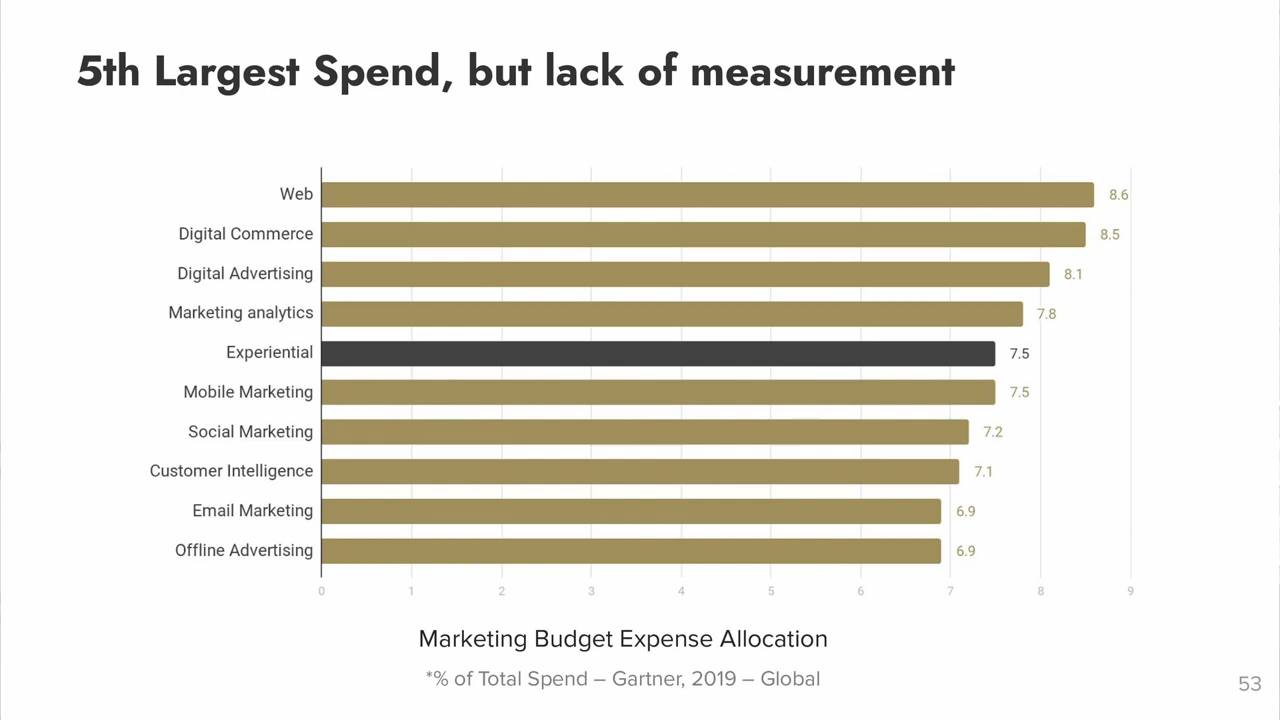 5th Largest Spend, but lack of measurement
Web 8.6
Digital Commerce 8.5
Digital Advertising 8.1
Marketing analytics 7.8
Experiential 7.5
Mobile Marketing 7.5
Social Marketing 7.2
Customer Intelligence 7.1
Email Marketing 6.9
Offline Advertising 6.9
0 1 2 3 4 5 6 7 8 9
Marketing Budget Expense Allocation
*% of Total Spend – Gartner, 2019 – Global
53